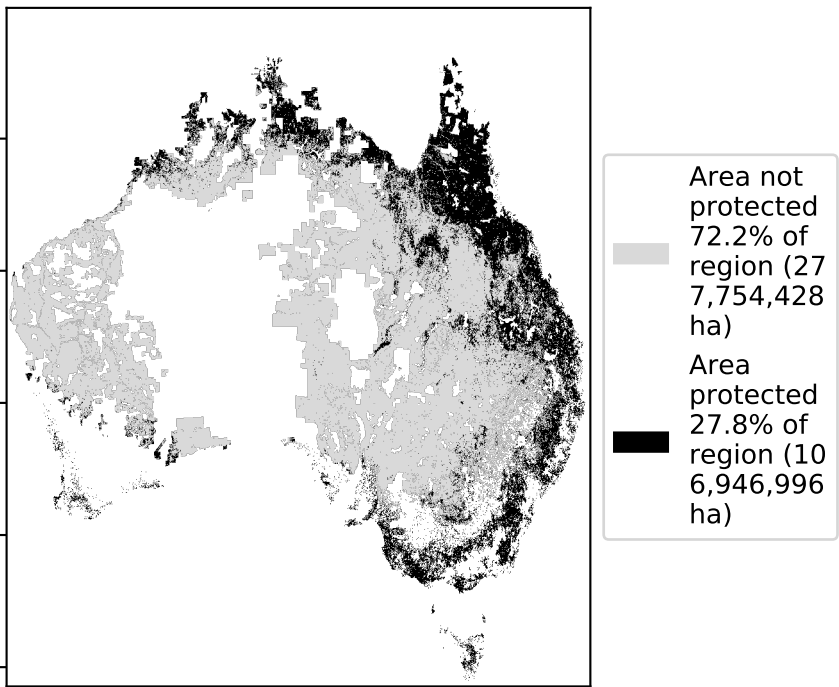 Area not
protected
72.2% of
region (27
7,754,428
ha)
Area
protected
27.8% of
region (10
6,946,996
ha)